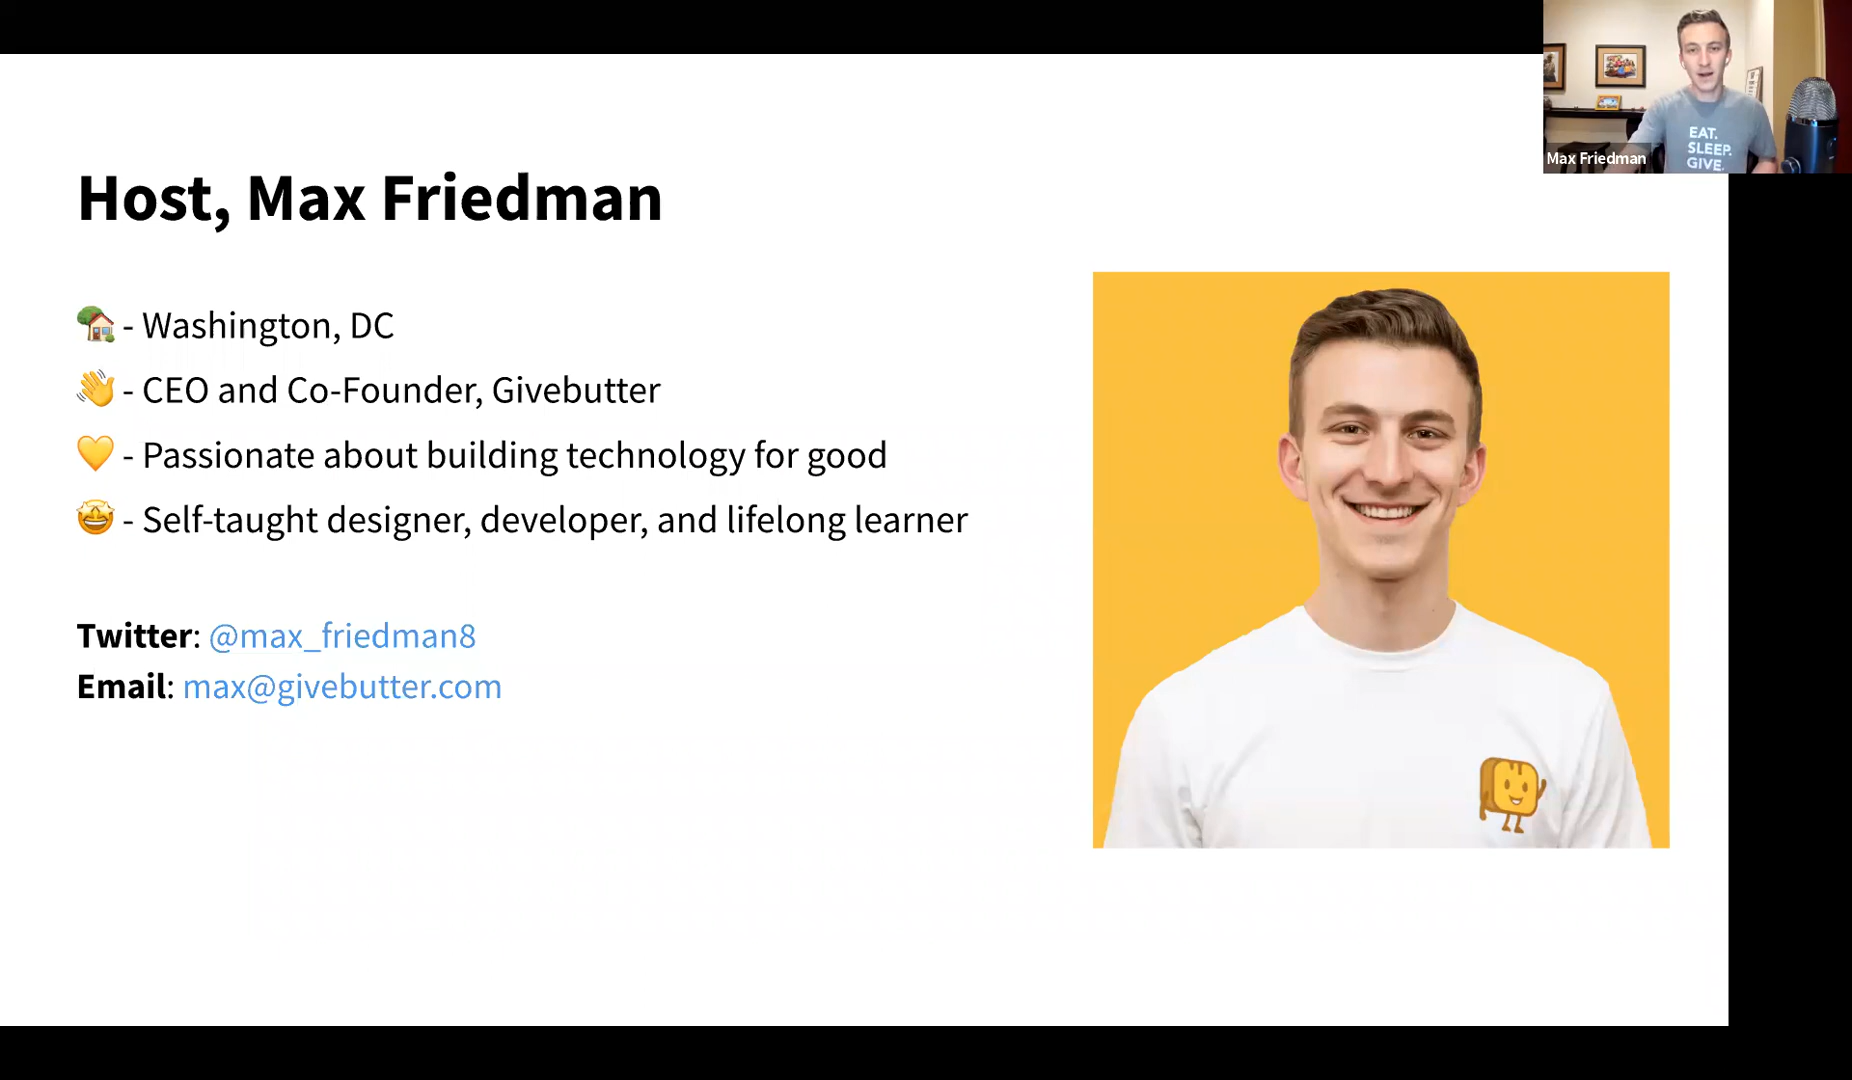 Host, Max Friedman
🏡 - Washington, DC
👋 - CEO and Co-Founder, Givebutter
💛 - Passionate about building technology for good
🤩 - Self-taught designer, developer, and lifelong learner
Twitter: @max_friedman8
Email: max@givebutter.com
EAT.
SLEEP.
GIVE.
Max Friedman